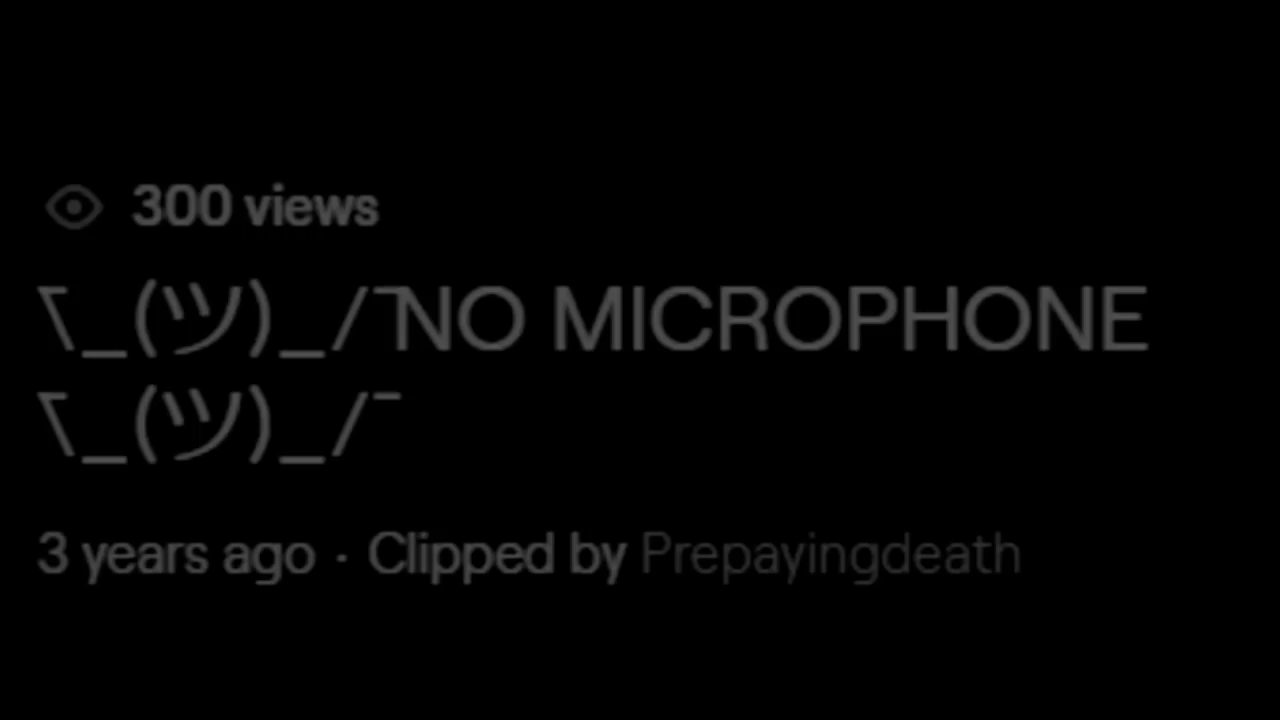 300 views
¯\_(ツ)_/¯NO MICROPHONE
¯\_(ツ)_/¯
3 years ago · Clipped by Prepayingdeath